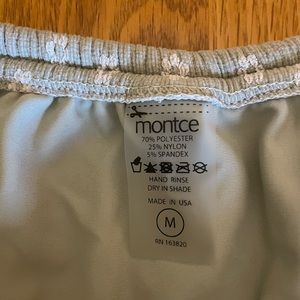 montce
70% POLYESTER
25% NYLON
5% SPANDEX
HAND RINSE
DRY IN SHADE
MADE IN USA
M
RN 163820